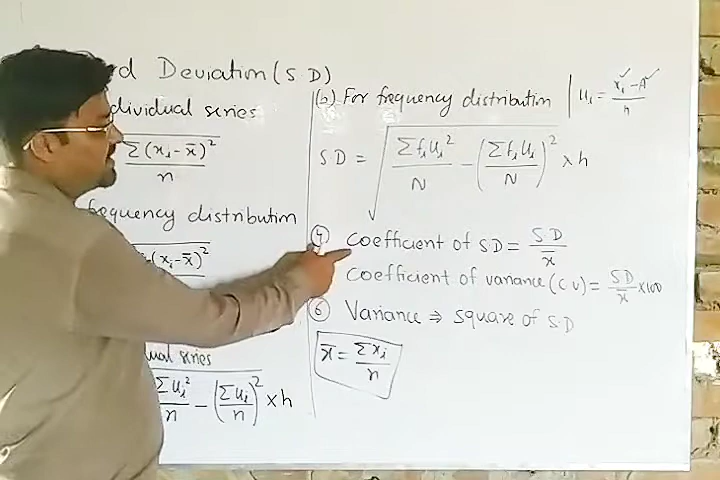 d Deviation (S.D)
dividual series
√Σ(xᵢ-x̄)²/n
frequency distribution
(xᵢ-x̄)²
dual series
Σuᵢ²/n - (Σuᵢ/n)² × h
(b) For frequency distribution | uᵢ = xᵢ-A/h
SD = √Σfᵢuᵢ²/N - (Σfᵢuᵢ/N)² × h
④ coefficient of SD = SD/x̄
coefficient of variance (CV) = SD/x̄ × 100
⑥ Variance ⇒ square of SD
x̄ = Σxᵢ/n